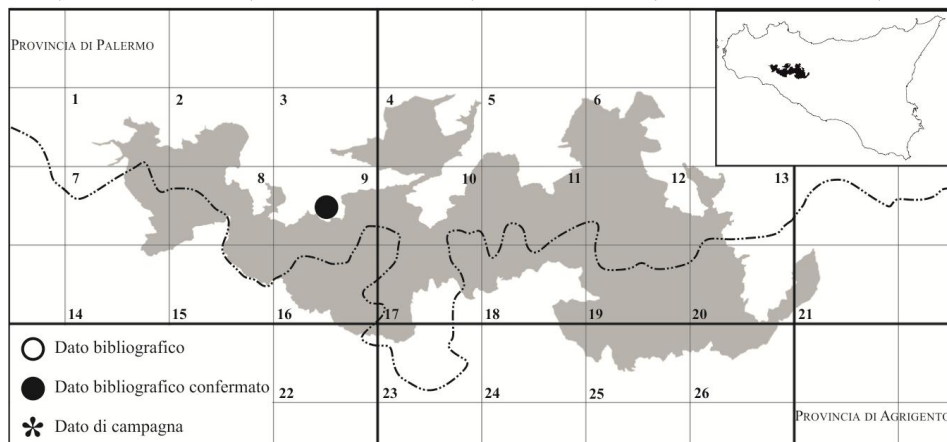 PROVINCIA DI PALERMO
1 2 3 4 5 6
7 8 9 10 11 12 13
14 15 16 17 18 19 20 21
Dato bibliografico
Dato bibliografico confermato
22 23 24 25 26
Dato di campagna
PROVINCIA DI AGRIGENTO